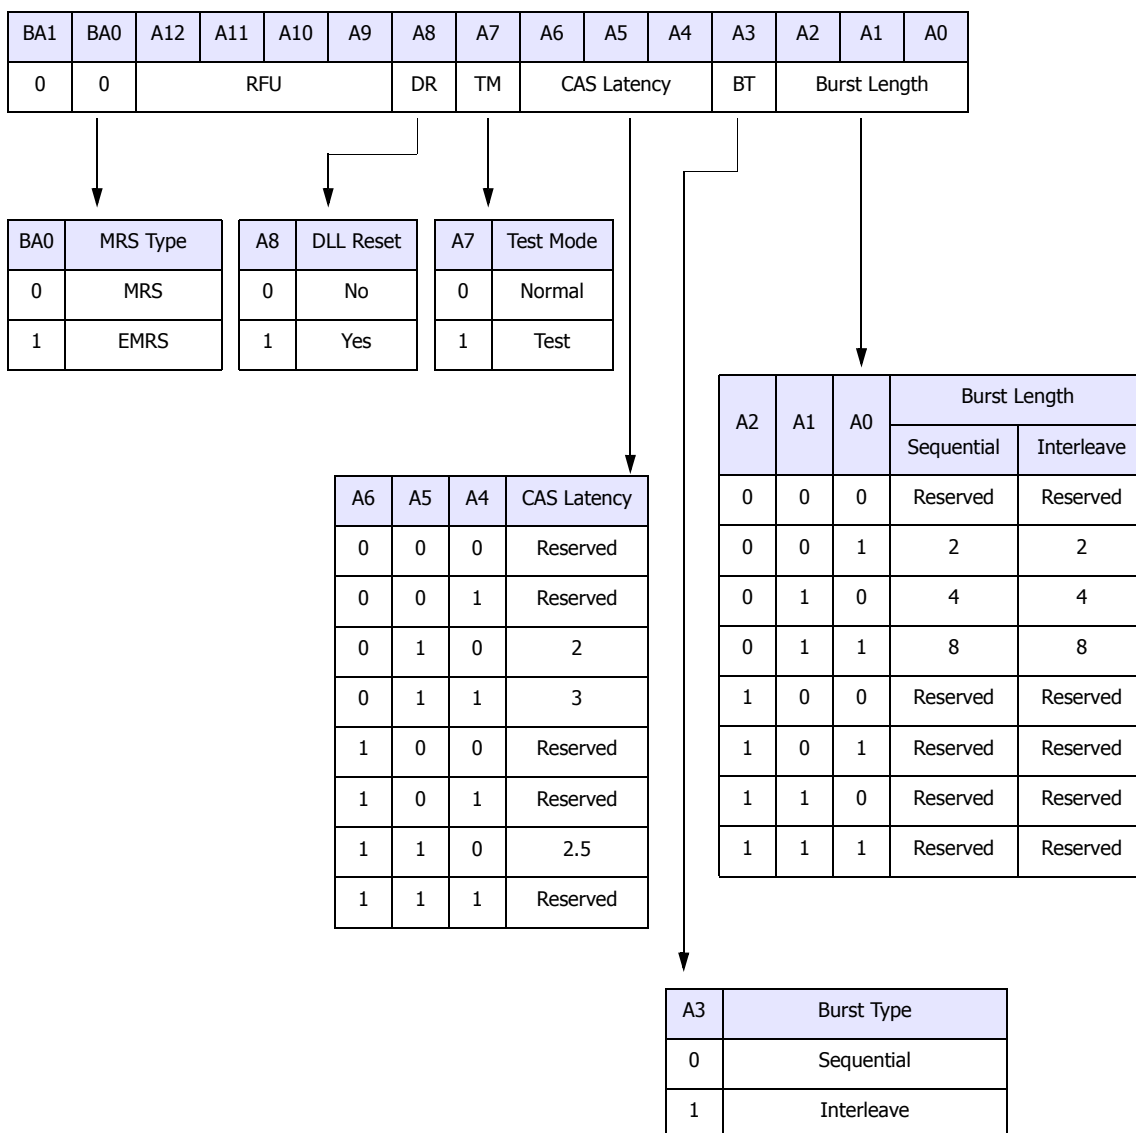 BA1 BA0 A12 A11 A10 A9 A8 A7 A6 A5 A4 A3 A2 A1 A0
0 0 RFU DR TM CAS Latency BT Burst Length
BA0 MRS Type
0 MRS
1 EMRS
A8 DLL Reset
0 No
1 Yes
A7 Test Mode
0 Normal
1 Test
A2 A1 A0 Burst Length
Sequential Interleave
0 0 0 Reserved Reserved
0 0 1 2 2
0 1 0 4 4
0 1 1 8 8
1 0 0 Reserved Reserved
1 0 1 Reserved Reserved
1 1 0 Reserved Reserved
1 1 1 Reserved Reserved
A6 A5 A4 CAS Latency
0 0 0 Reserved
0 0 1 Reserved
0 1 0 2
0 1 1 3
1 0 0 Reserved
1 0 1 Reserved
1 1 0 2.5
1 1 1 Reserved
A3 Burst Type
0 Sequential
1 Interleave